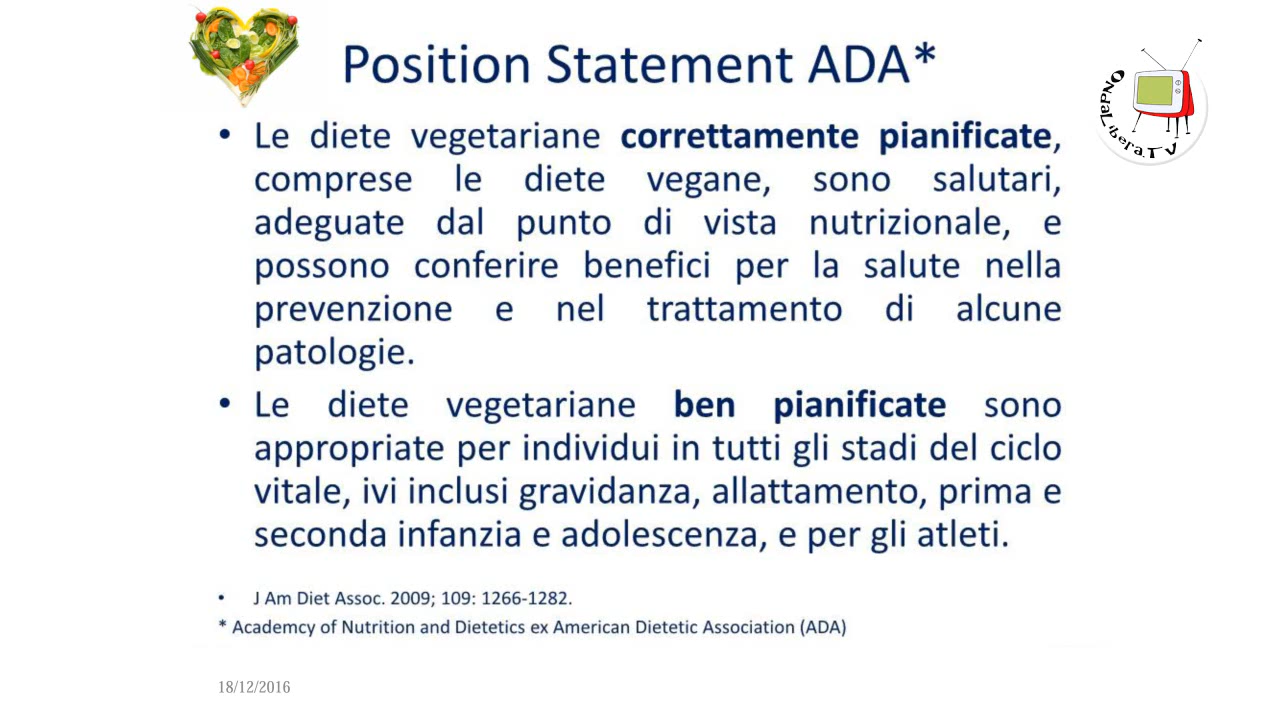 Position Statement ADA*
OndaLibera.TV
• Le diete vegetariane correttamente pianificate,
comprese le diete vegane, sono salutari,
adeguate dal punto di vista nutrizionale, e
possono conferire benefici per la salute nella
prevenzione e nel trattamento di alcune
patologie.
• Le diete vegetariane ben pianificate sono
appropriate per individui in tutti gli stadi del ciclo
vitale, ivi inclusi gravidanza, allattamento, prima e
seconda infanzia e adolescenza, e per gli atleti.
• J Am Diet Assoc. 2009; 109: 1266-1282.
* Academcy of Nutrition and Dietetics ex American Dietetic Association (ADA)
18/12/2016